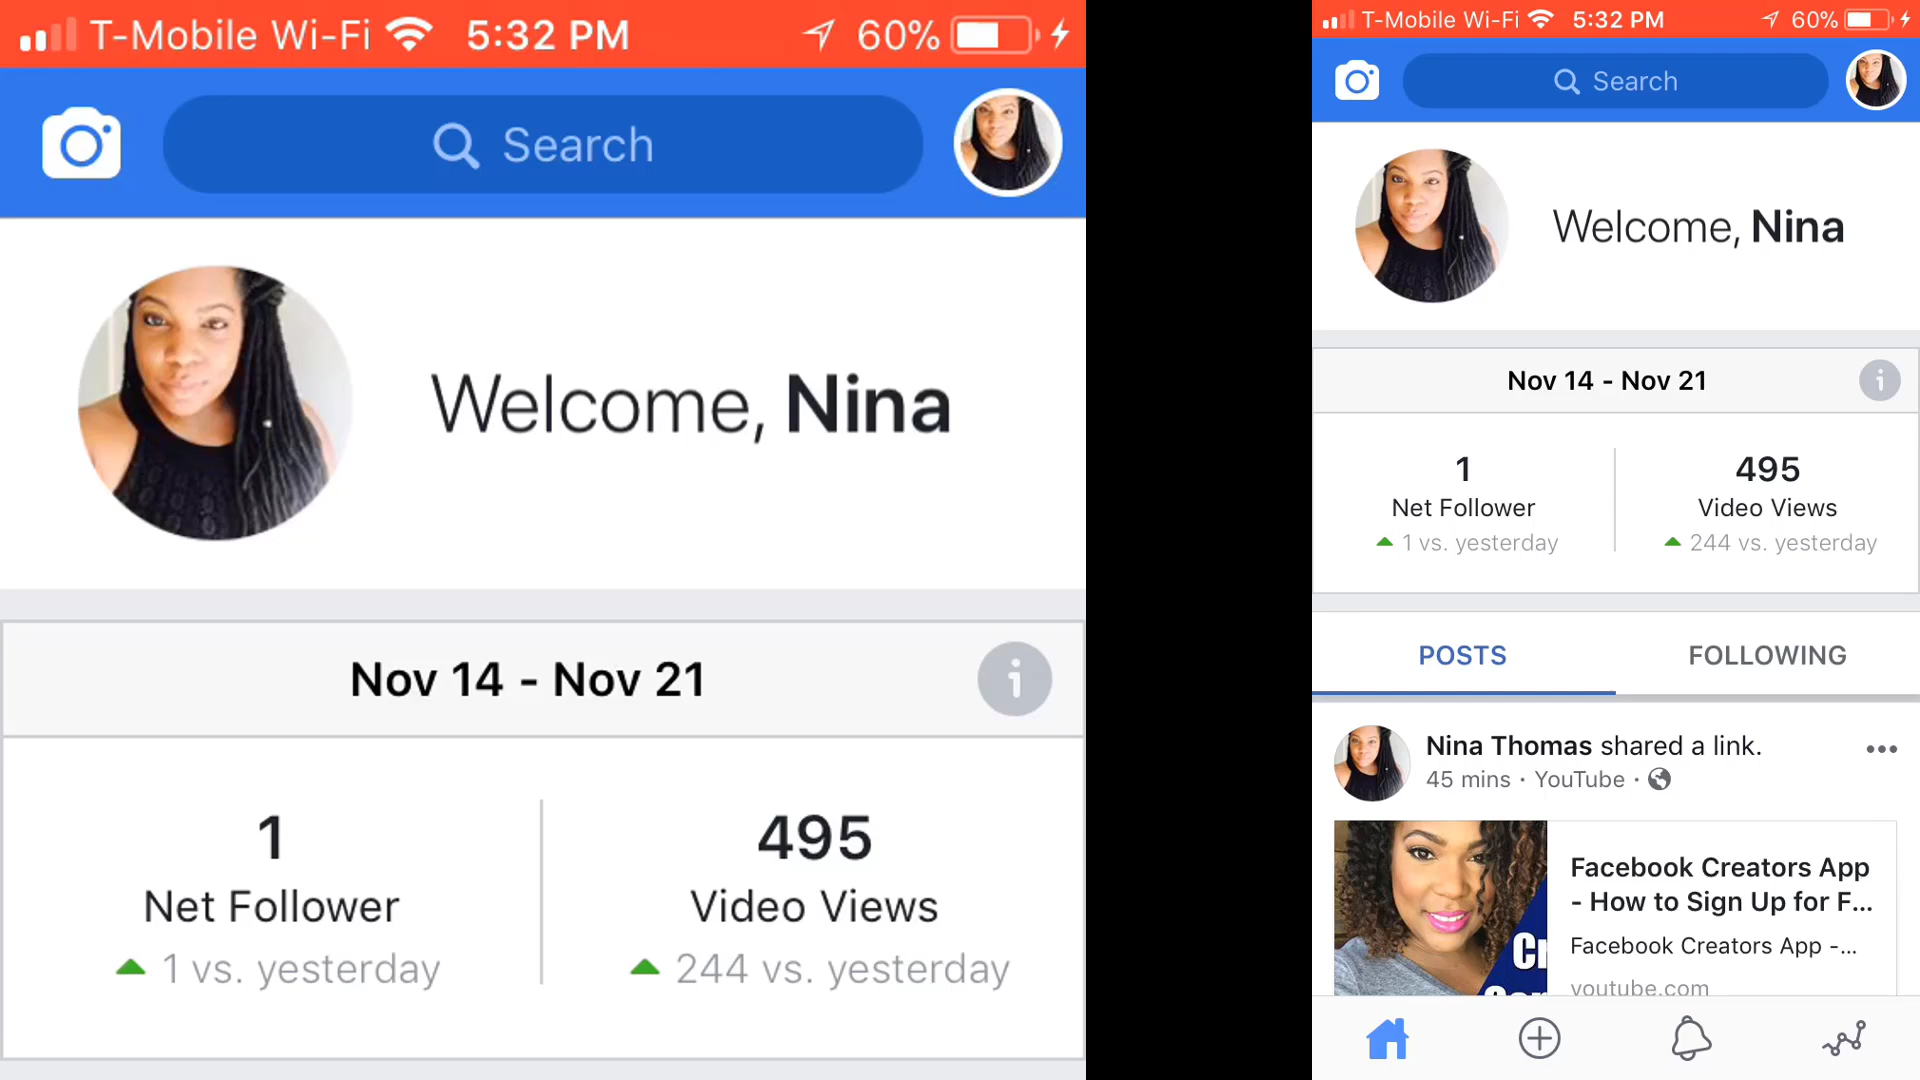 T-Mobile Wi-Fi 5:32 PM 60%
Search
Welcome, Nina
Nov 14 - Nov 21
1
Net Follower
1 vs. yesterday
495
Video Views
244 vs. yesterday
T-Mobile Wi-Fi 5:32 PM 60%
Search
Welcome, Nina
Nov 14 - Nov 21
1
Net Follower
1 vs. yesterday
495
Video Views
244 vs. yesterday
POSTS FOLLOWING
Nina Thomas shared a link.
45 mins · YouTube ·
Facebook Creators App
- How to Sign Up for F...
Facebook Creators App -...
youtube.com